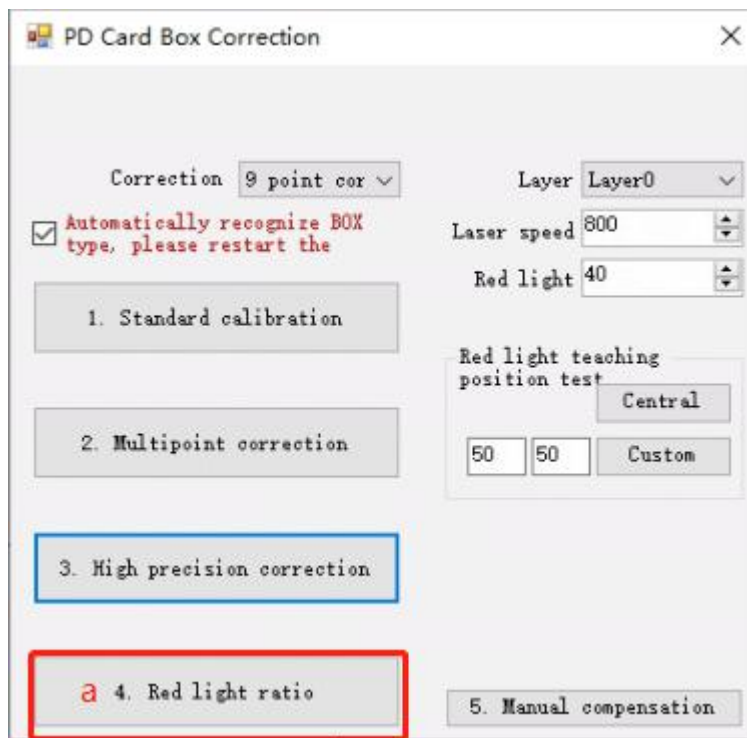 PD Card Box Correction
Correction 9 point cor
Automatically recognize BOX
type, please restart the
1. Standard calibration
2. Multipoint correction
3. High precision correction
a 4. Red light ratio
Layer Layer0
Laser speed 800
Red light 40
Red light teaching
position test
Central
50 50 Custom
5. Manual compensation